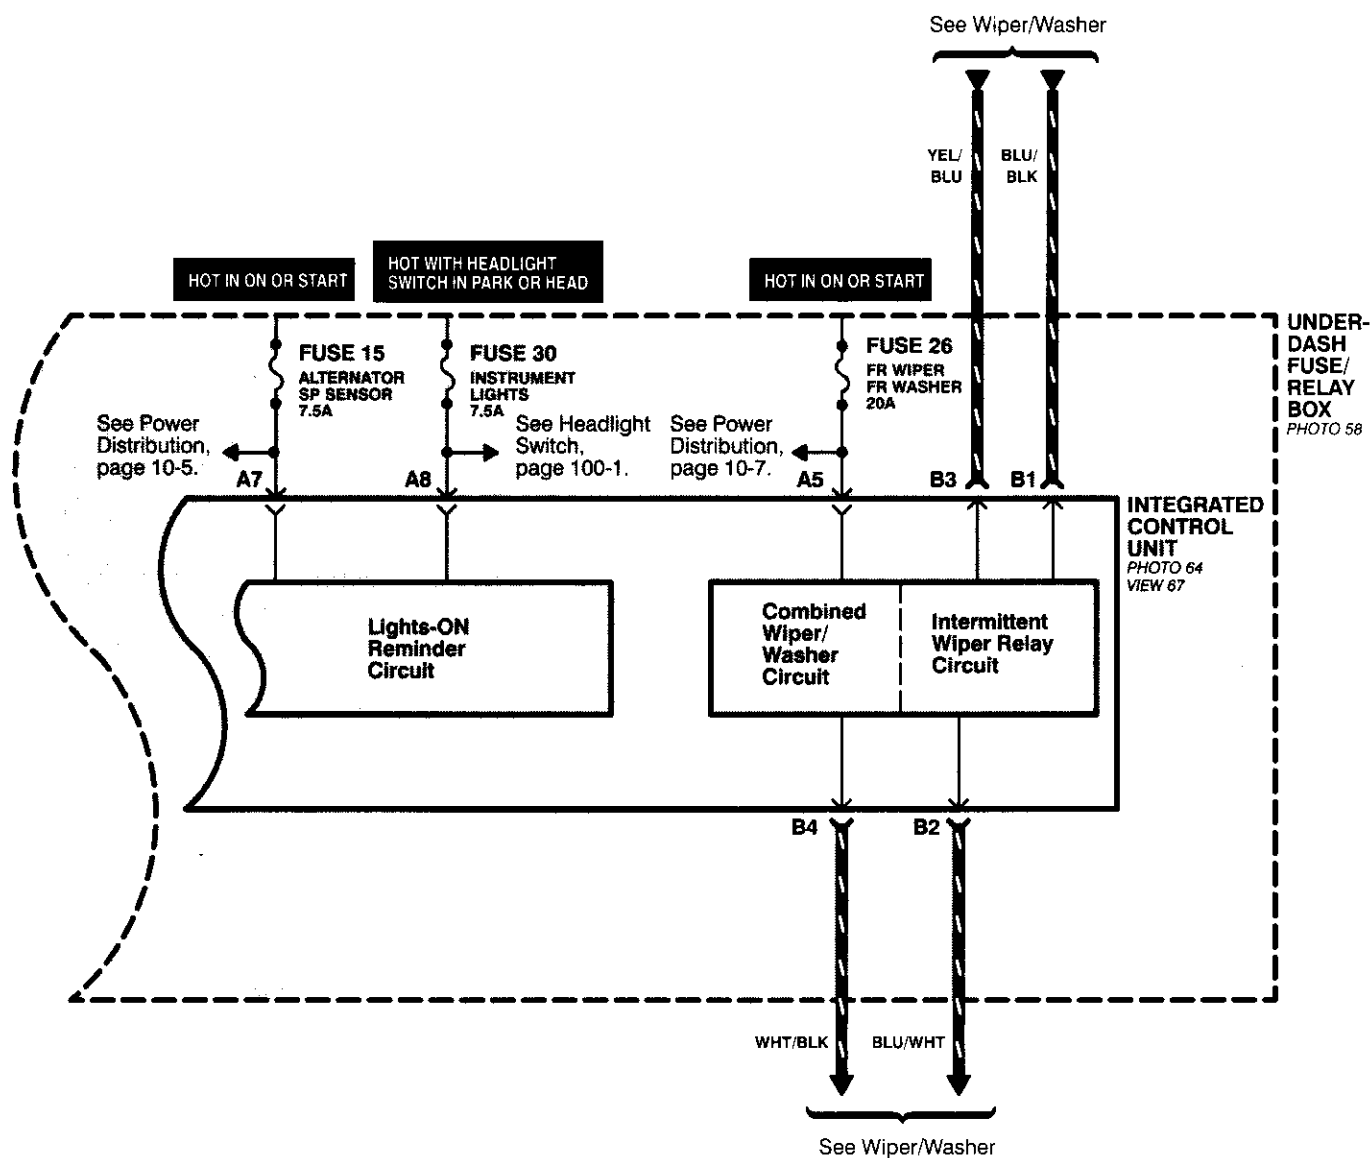 See Wiper/Washer
YEL/
BLU
BLU/
BLK
HOT IN ON OR START
HOT WITH HEADLIGHT
SWITCH IN PARK OR HEAD
HOT IN ON OR START
FUSE 15
ALTERNATOR
SP SENSOR
7.5A
FUSE 30
INSTRUMENT
LIGHTS
7.5A
FUSE 26
FR WIPER
FR WASHER
20A
UNDER-
DASH
FUSE/
RELAY
BOX
PHOTO 58
See Power
Distribution,
page 10-5.
See Headlight
Switch,
page 100-1.
See Power
Distribution,
page 10-7.
A7
A8
A5
B3
B1
INTEGRATED
CONTROL
UNIT
PHOTO 64
VIEW 67
Lights-ON
Reminder
Circuit
Combined
Wiper/
Washer
Circuit
Intermittent
Wiper Relay
Circuit
B4
B2
WHT/BLK
BLU/WHT
See Wiper/Washer